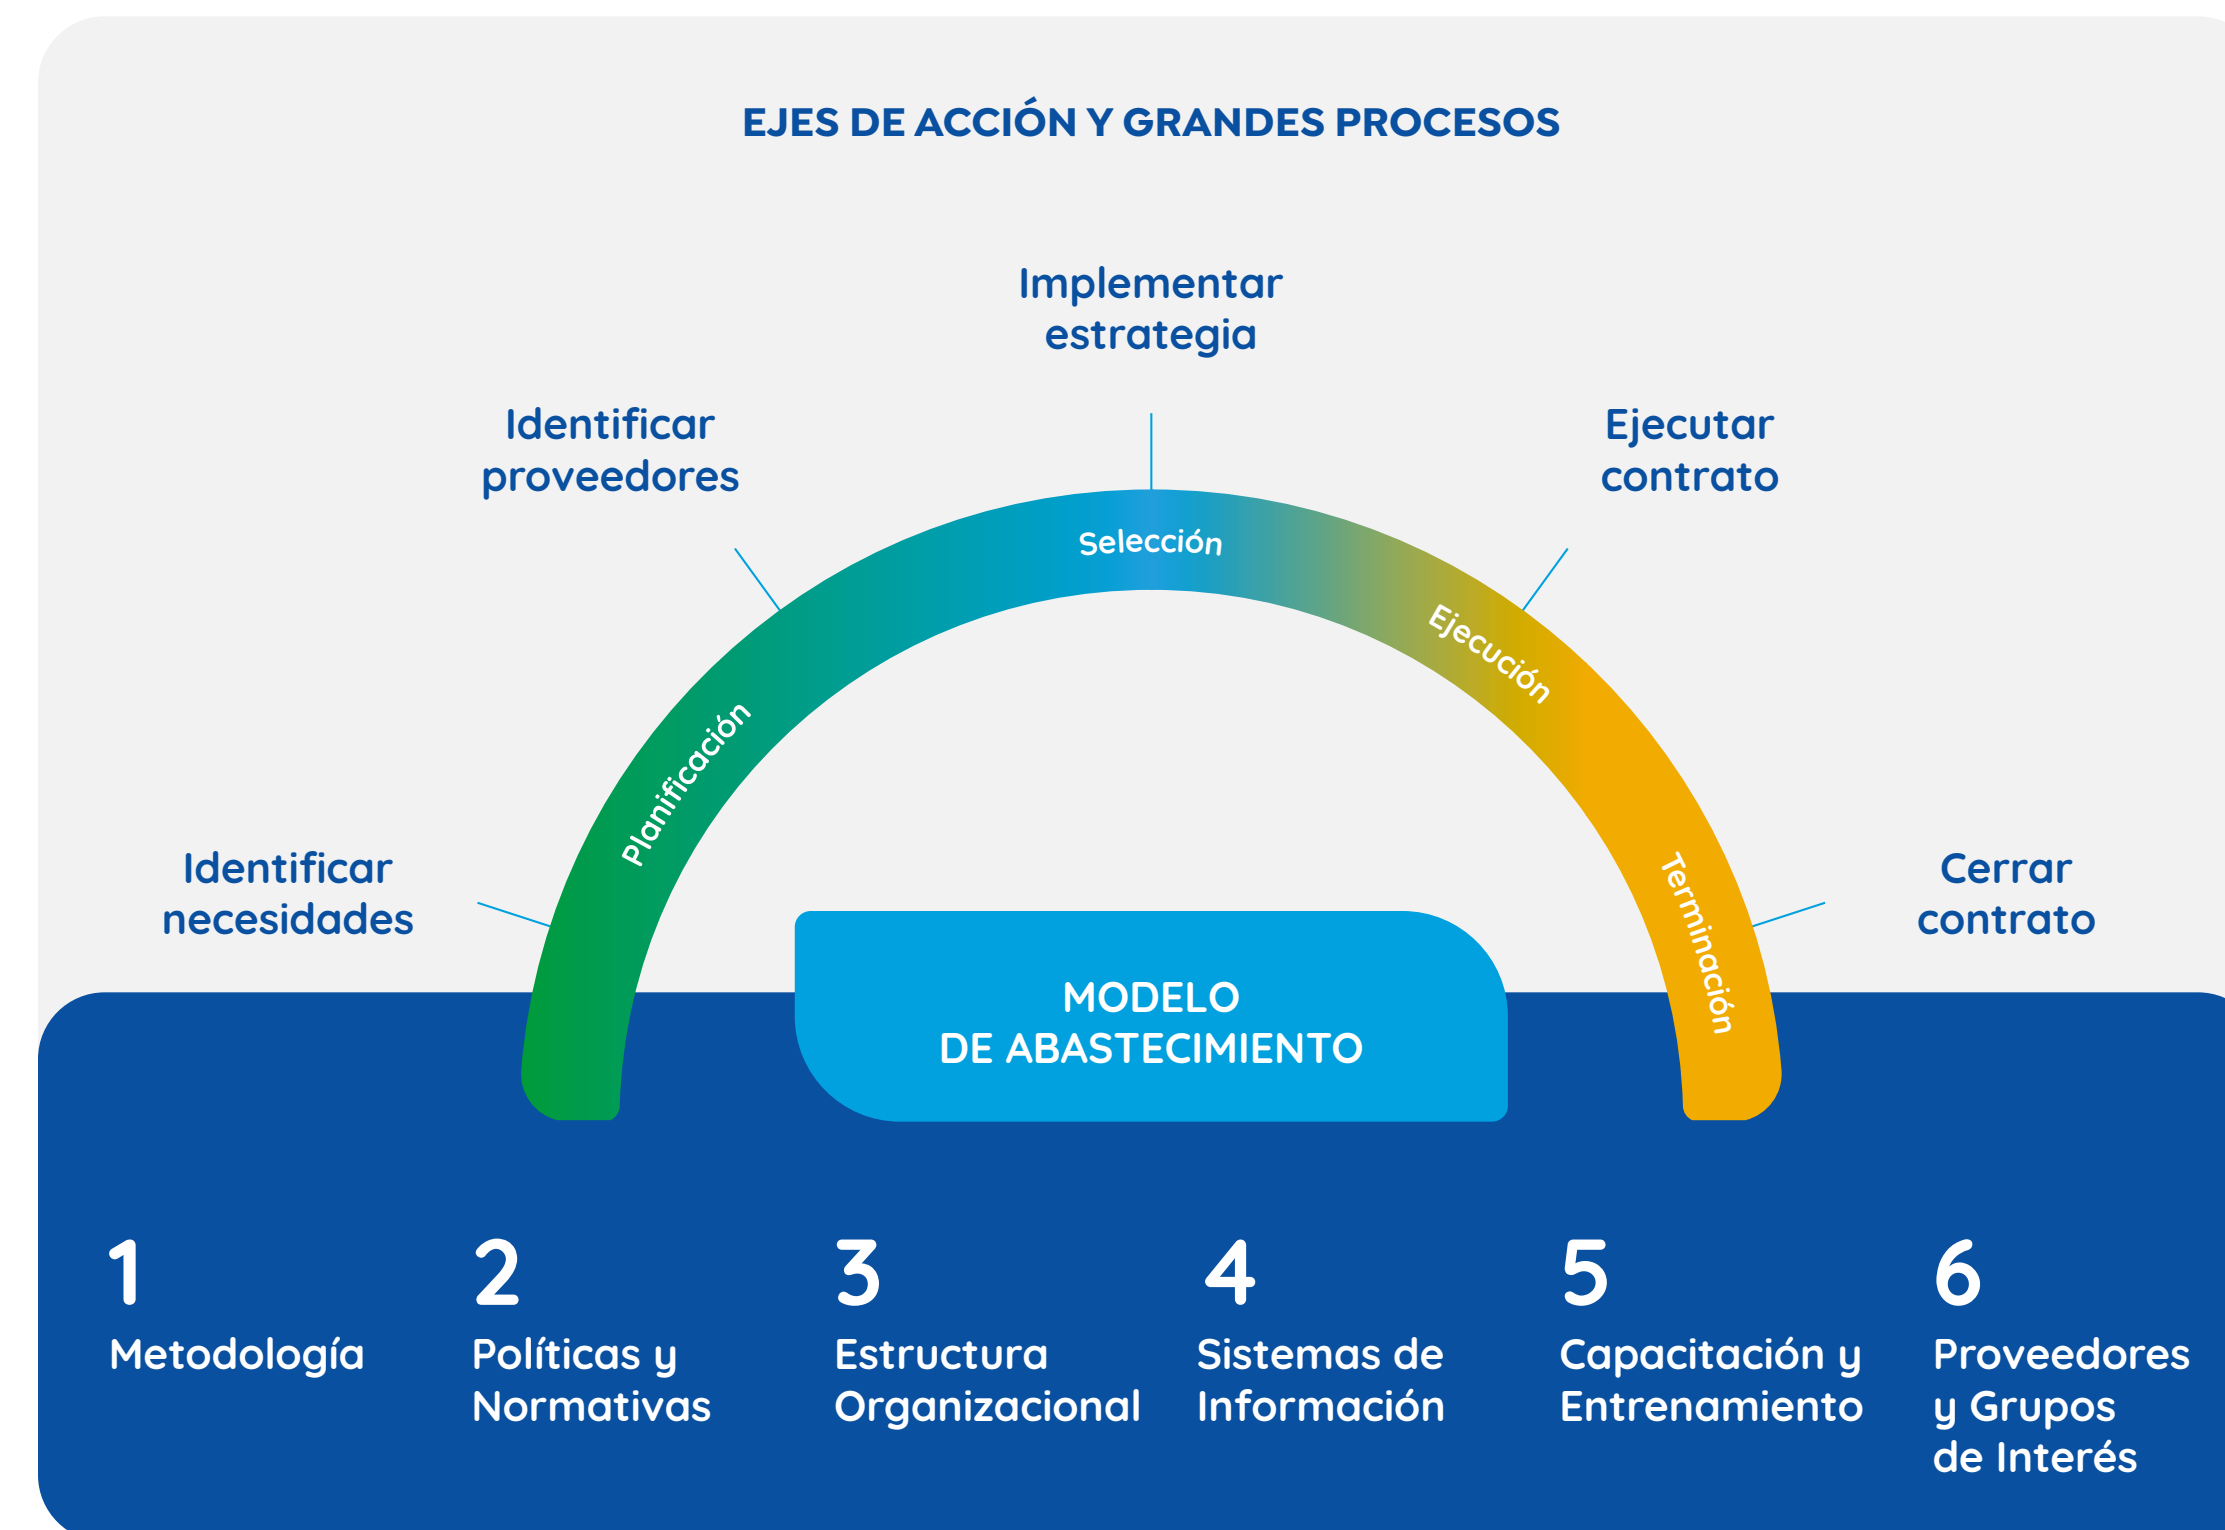 EJES DE ACCIÓN Y GRANDES PROCESOS
Implementar
estrategia
Identificar
proveedores
Ejecutar
contrato
Selección
Ejecución
Planificación
Terminación
Identificar
necesidades
Cerrar
contrato
MODELO
DE ABASTECIMIENTO
1
Metodología
2
Políticas y
Normativas
3
Estructura
Organizacional
4
Sistemas de
Información
5
Capacitación y
Entrenamiento
6
Proveedores
y Grupos
de Interés